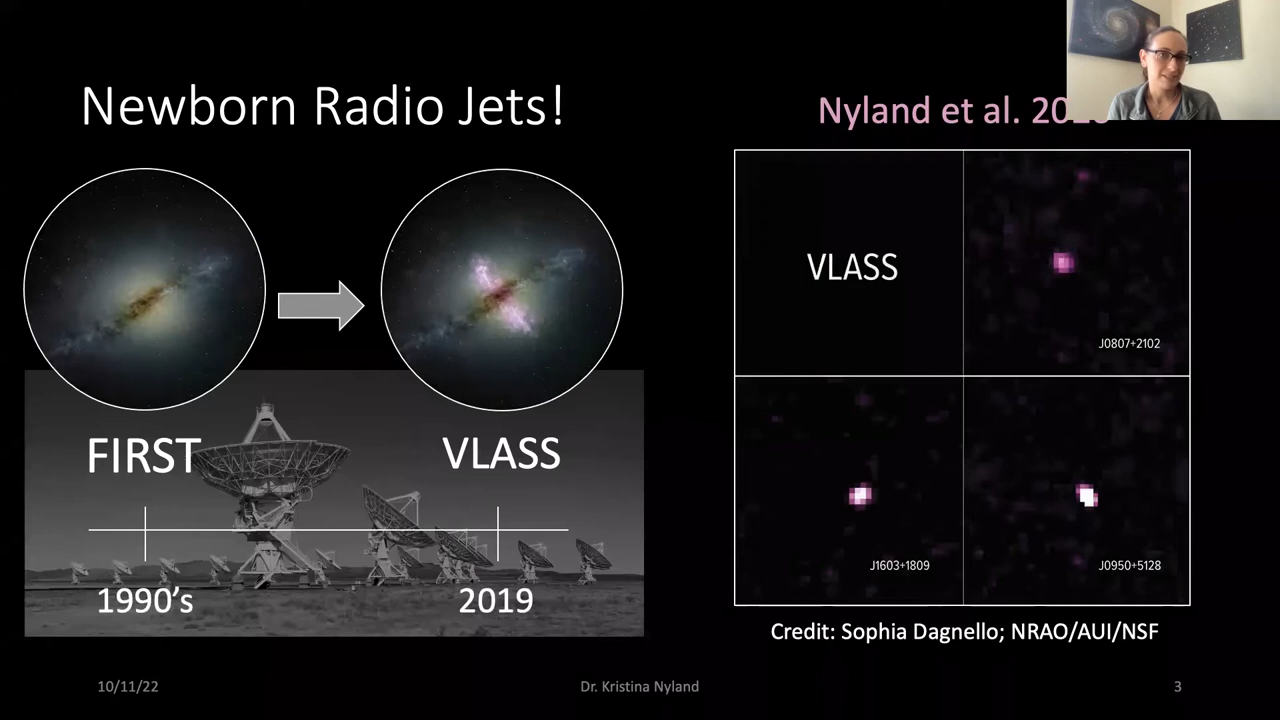 Newborn Radio Jets!
Nyland et al.
FIRST
VLASS
1990's
2019
VLASS
J0807+2102
J1603+1809
J0950+5128
Credit: Sophia Dagnello; NRAO/AUI/NSF
10/11/22
Dr. Kristina Nyland
3